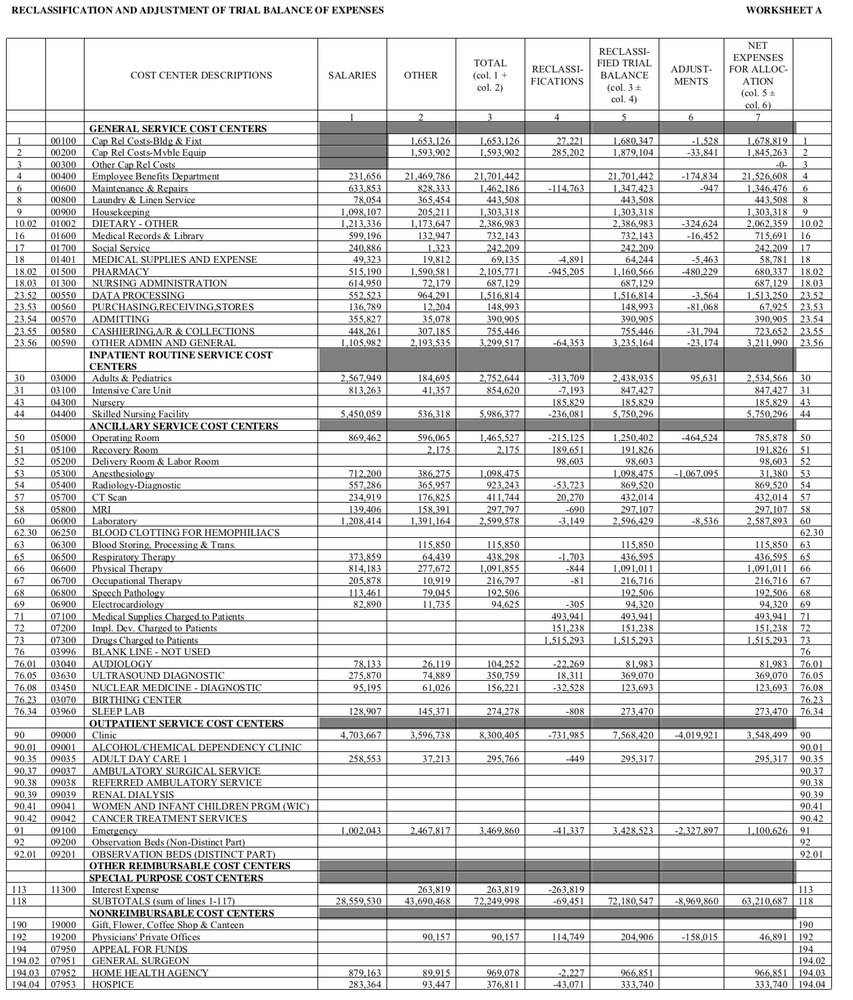 RECLASSIFICATION AND ADJUSTMENT OF TRIAL BALANCE OF EXPENSES WORKSHEET A
COST CENTER DESCRIPTIONS SALARIES OTHER TOTAL (col. 1 + col. 2) RECLASSI-FICATIONS RECLASSI-FIED TRIAL BALANCE (col. 3 ± col. 4) ADJUST-MENTS NET EXPENSES FOR ALLOC-ATION (col. 5 ± col. 6)
1 2 3 4 5 6 7
GENERAL SERVICE COST CENTERS
1 00100 Cap Rel Costs-Bldg & Fixt 1,653,126 1,653,126 27,221 1,680,347 -1,528 1,678,819 1
2 00200 Cap Rel Costs-Mvble Equip 1,593,902 1,593,902 285,202 1,879,104 -33,841 1,845,263 2
3 00300 Other Cap Rel Costs -0- 3
4 00400 Employee Benefits Department 231,656 21,469,786 21,701,442 21,701,442 -174,834 21,526,608 4
6 00600 Maintenance & Repairs 633,853 828,333 1,462,186 -114,763 1,347,423 -947 1,346,476 6
8 00800 Laundry & Linen Service 78,054 365,454 443,508 443,508 443,508 8
9 00900 Housekeeping 1,098,107 205,211 1,303,318 1,303,318 1,303,318 9
10.02 01002 DIETARY - OTHER 1,213,336 1,173,647 2,386,983 2,386,983 -324,624 2,062,359 10.02
16 01600 Medical Records & Library 599,196 132,947 732,143 732,143 -16,452 715,691 16
17 01700 Social Service 240,886 1,323 242,209 242,209 242,209 17
18 01401 MEDICAL SUPPLIES AND EXPENSE 49,323 19,812 69,135 -4,891 64,244 -5,463 58,781 18
18.02 01500 PHARMACY 515,190 1,590,581 2,105,771 -945,205 1,160,566 -480,229 680,337 18.02
18.03 01300 NURSING ADMINISTRATION 614,950 72,179 687,129 687,129 687,129 18.03
23.52 00550 DATA PROCESSING 552,523 964,291 1,516,814 1,516,814 -3,564 1,513,250 23.52
23.53 00560 PURCHASING,RECEIVING,STORES 136,789 12,204 148,993 148,993 -81,068 67,925 23.53
23.54 00570 ADMITTING 355,827 35,078 390,905 390,905 390,905 23.54
23.55 00580 CASHIERING,A/R & COLLECTIONS 448,261 307,185 755,446 755,446 -31,794 723,652 23.55
23.56 00590 OTHER ADMIN AND GENERAL 1,105,982 2,193,535 3,299,517 -64,353 3,235,164 -23,174 3,211,990 23.56
INPATIENT ROUTINE SERVICE COST
CENTERS
30 03000 Adults & Pediatrics 2,567,949 184,695 2,752,644 -313,709 2,438,935 95,631 2,534,566 30
31 03100 Intensive Care Unit 813,263 41,357 854,620 -7,193 847,427 847,427 31
43 04300 Nursery 185,829 185,829 185,829 43
44 04400 Skilled Nursing Facility 5,450,059 536,318 5,986,377 -236,081 5,750,296 5,750,296 44
ANCILLARY SERVICE COST CENTERS
50 05000 Operating Room 869,462 596,065 1,465,527 -215,125 1,250,402 -464,524 785,878 50
51 05100 Recovery Room 2,175 2,175 189,651 191,826 191,826 51
52 05200 Delivery Room & Labor Room 98,603 98,603 98,603 52
53 05300 Anesthesiology 712,200 386,275 1,098,475 1,098,475 -1,067,095 31,380 53
54 05400 Radiology-Diagnostic 557,286 365,957 923,243 -53,723 869,520 869,520 54
57 05700 CT Scan 234,919 176,825 411,744 20,270 432,014 432,014 57
58 05800 MRI 139,406 158,391 297,797 -690 297,107 297,107 58
60 06000 Laboratory 1,208,414 1,391,164 2,599,578 -3,149 2,596,429 -8,536 2,587,893 60
62.30 06250 BLOOD CLOTTING FOR HEMOPHILIACS 62.30
63 06300 Blood Storing, Processing & Trans. 115,850 115,850 115,850 115,850 63
65 06500 Respiratory Therapy 373,859 64,439 438,298 -1,703 436,595 436,595 65
66 06600 Physical Therapy 814,183 277,672 1,091,855 -844 1,091,011 1,091,011 66
67 06700 Occupational Therapy 205,878 10,919 216,797 -81 216,716 216,716 67
68 06800 Speech Pathology 113,461 79,045 192,506 192,506 192,506 68
69 06900 Electrocardiology 82,890 11,735 94,625 -305 94,320 94,320 69
71 07100 Medical Supplies Charged to Patients 493,941 493,941 493,941 71
72 07200 Impl. Dev. Charged to Patients 151,238 151,238 151,238 72
73 07300 Drugs Charged to Patients 1,515,293 1,515,293 1,515,293 73
76 03996 BLANK LINE - NOT USED 76
76.01 03040 AUDIOLOGY 78,133 26,119 104,252 -22,269 81,983 81,983 76.01
76.05 03630 ULTRASOUND DIAGNOSTIC 275,870 74,889 350,759 18,311 369,070 369,070 76.05
76.08 03450 NUCLEAR MEDICINE - DIAGNOSTIC 95,195 61,026 156,221 -32,528 123,693 123,693 76.08
76.23 03070 BIRTHING CENTER 76.23
76.34 03960 SLEEP LAB 128,907 145,371 274,278 -808 273,470 273,470 76.34
OUTPATIENT SERVICE COST CENTERS
90 09000 Clinic 4,703,667 3,596,738 8,300,405 -731,985 7,568,420 -4,019,921 3,548,499 90
90.01 09001 ALCOHOL/CHEMICAL DEPENDENCY CLINIC 90.01
90.35 09035 ADULT DAY CARE 1 258,553 37,213 295,766 -449 295,317 295,317 90.35
90.37 09037 AMBULATORY SURGICAL SERVICE 90.37
90.38 09038 REFERRED AMBULATORY SERVICE 90.38
90.39 09039 RENAL DIALYSIS 90.39
90.41 09041 WOMEN AND INFANT CHILDREN PRGM (WIC) 90.41
90.42 09042 CANCER TREATMENT SERVICES 90.42
91 09100 Emergency 1,002,043 2,467,817 3,469,860 -41,337 3,428,523 -2,327,897 1,100,626 91
92 09200 Observation Beds (Non-Distinct Part) 92
92.01 09201 OBSERVATION BEDS (DISTINCT PART) 92.01
OTHER REIMBURSABLE COST CENTERS
SPECIAL PURPOSE COST CENTERS
113 11300 Interest Expense 263,819 263,819 -263,819 113
118 SUBTOTALS (sum of lines 1-117) 28,559,530 43,690,468 72,249,998 -69,451 72,180,547 -8,969,860 63,210,687 118
NONREIMBURSABLE COST CENTERS
190 19000 Gift, Flower, Coffee Shop & Canteen 190
192 19200 Physicians' Private Offices 90,157 90,157 114,749 204,906 -158,015 46,891 192
194 07950 APPEAL FOR FUNDS 194
194.02 07951 GENERAL SURGEON 194.02
194.03 07952 HOME HEALTH AGENCY 879,163 89,915 969,078 -2,227 966,851 966,851 194.03
194.04 07953 HOSPICE 283,364 93,447 376,811 -43,071 333,740 333,740 194.04